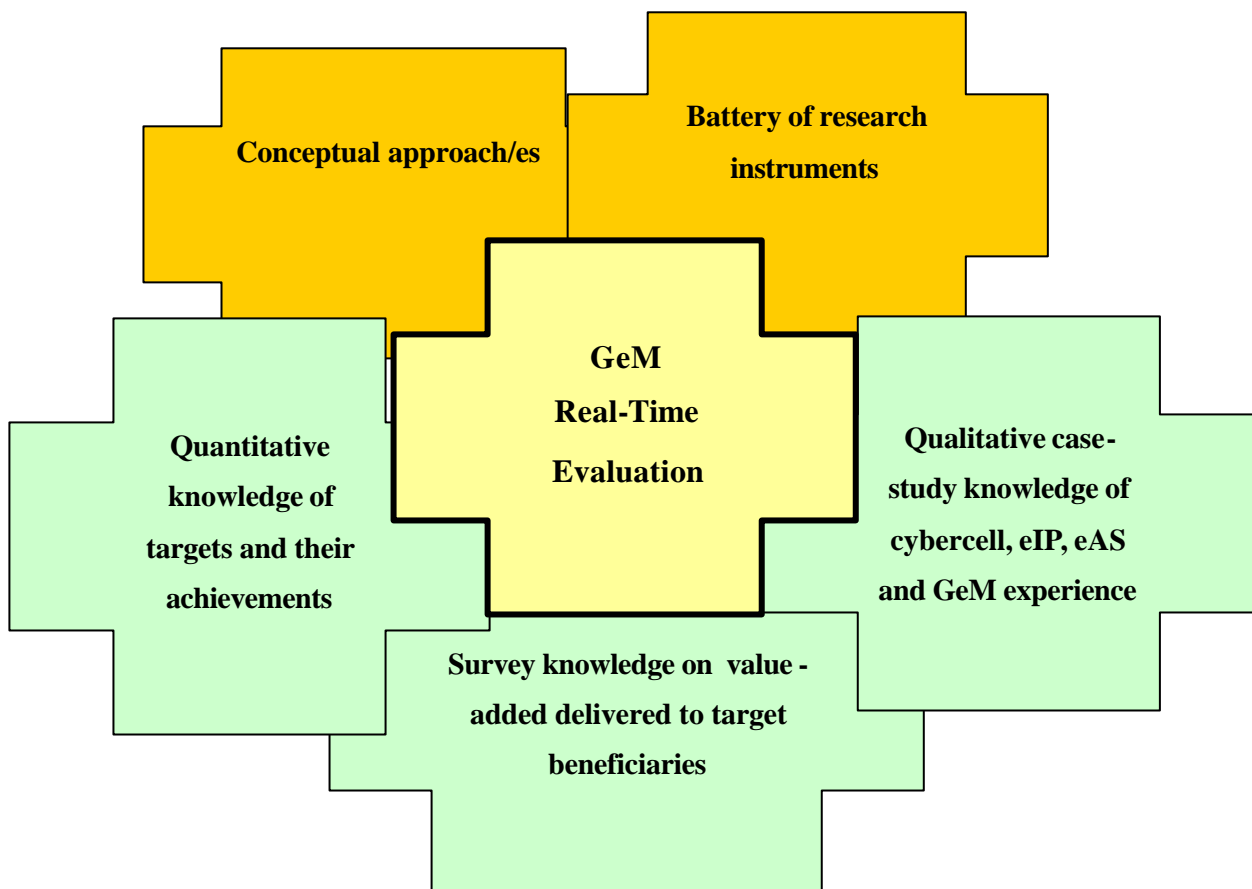 Conceptual approach/es
Battery of research
instruments
GeM
Real-Time
Evaluation
Quantitative
knowledge of
targets and their
achievements
Qualitative case-
study knowledge of
cybercell, eIP, eAS
and GeM experience
Survey knowledge on value -
added delivered to target
beneficiaries